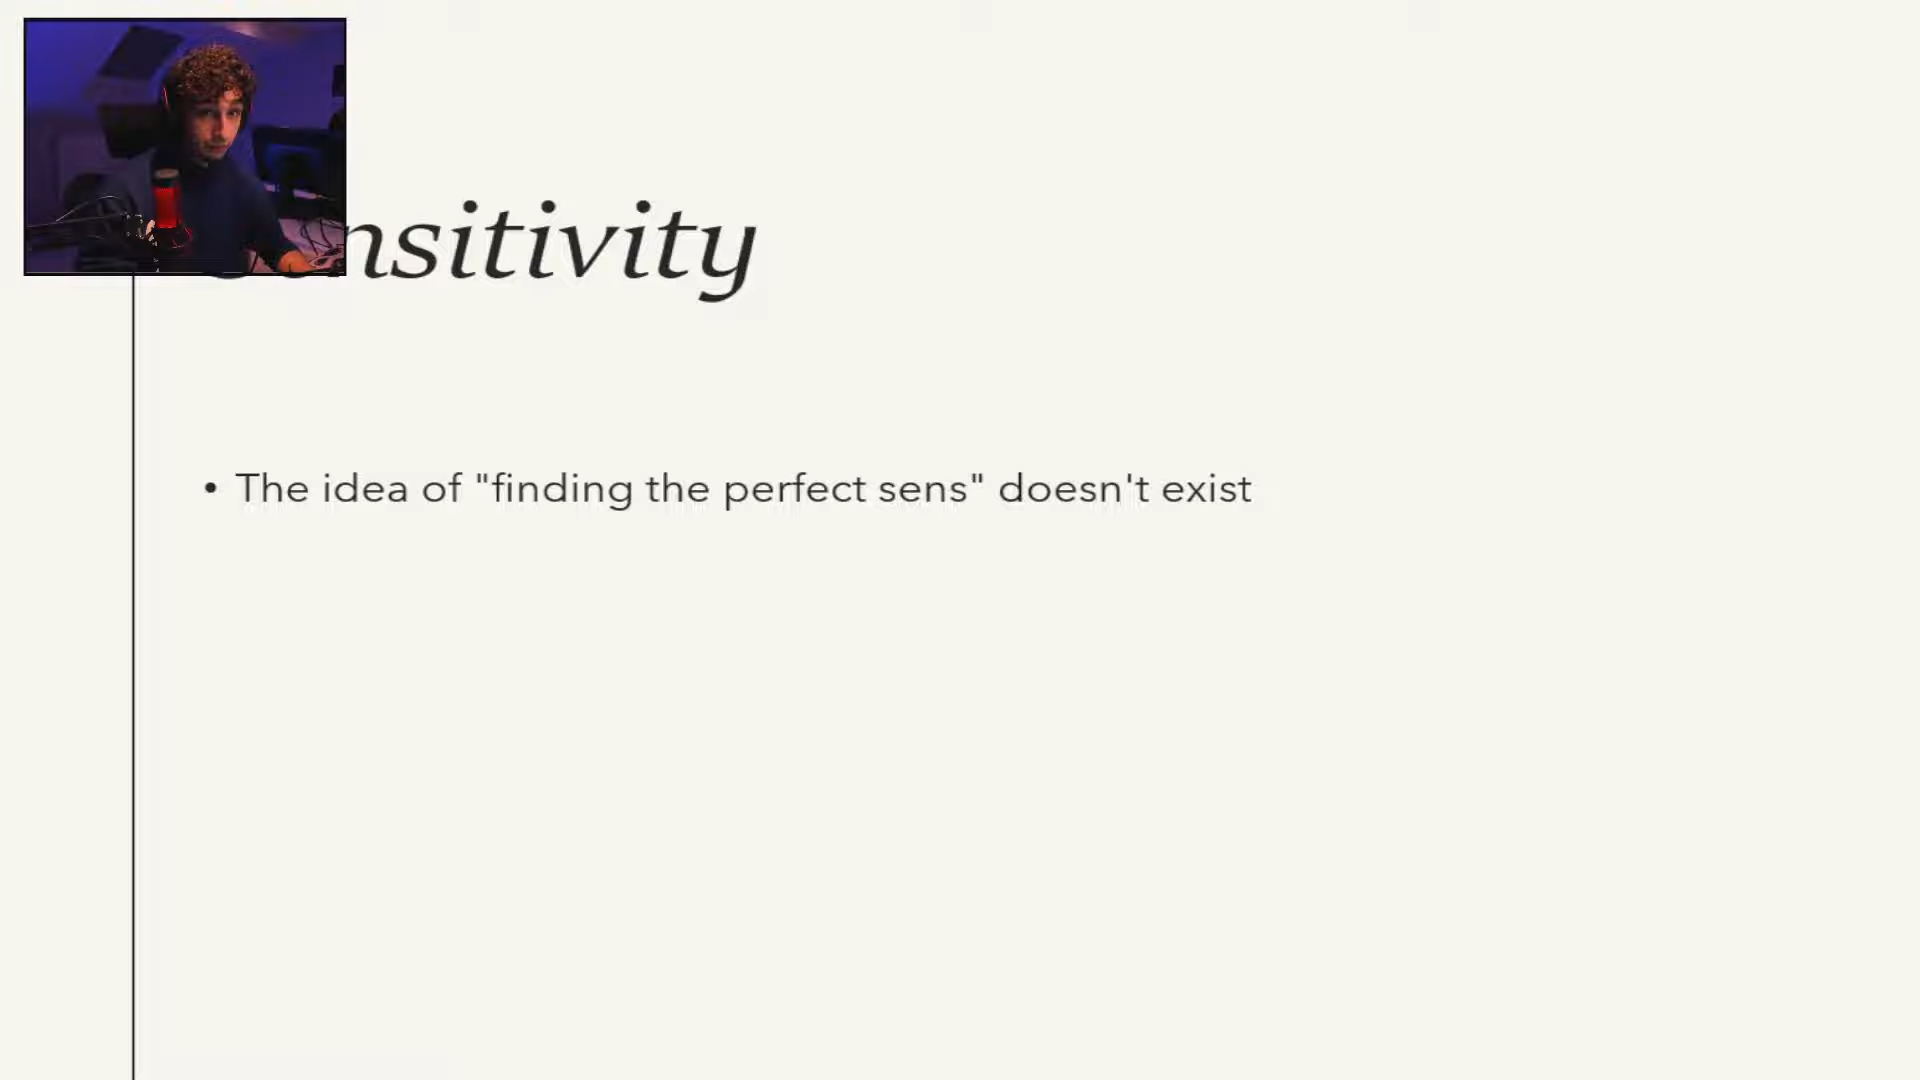 nsitivity
• The idea of "finding the perfect sens" doesn't exist